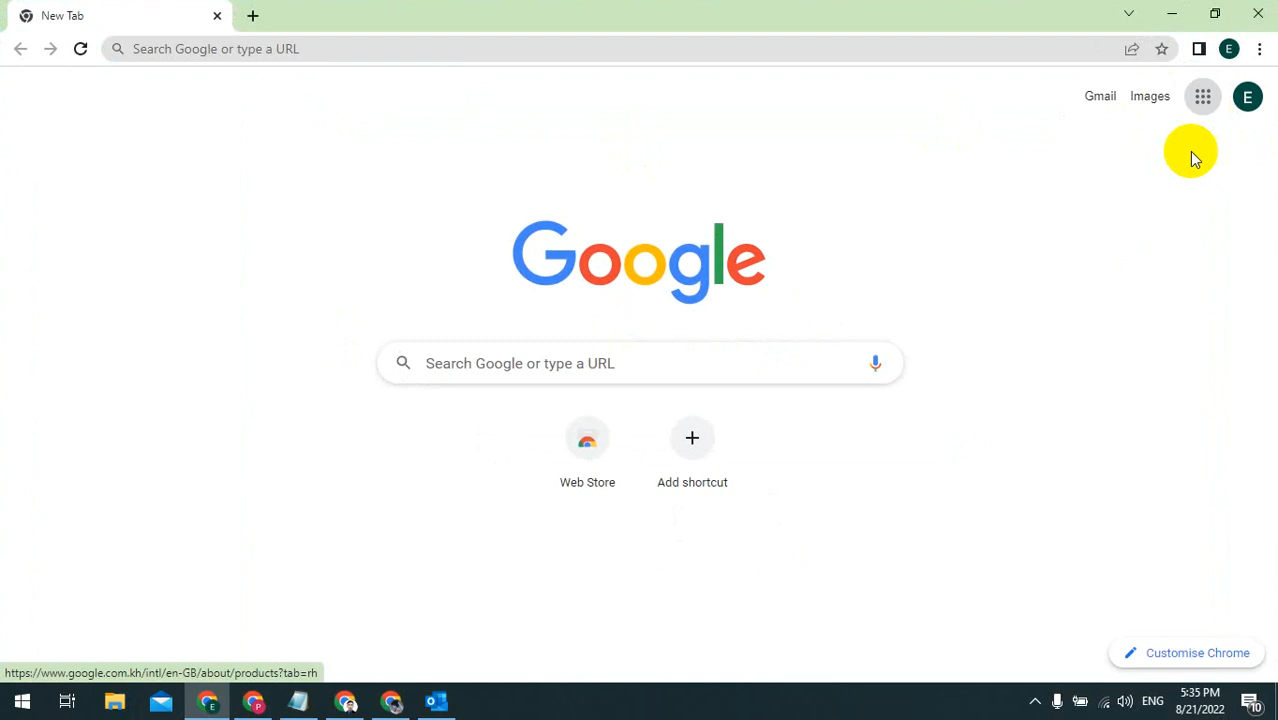 New Tab
Search Google or type a URL
E
Gmail Images
E
Google
Search Google or type a URL
Web Store Add shortcut
Customise Chrome
https://www.google.com.kh/intl/en-GB/about/products?tab=rh
E
P
ENG
5:35 PM
8/21/2022
10